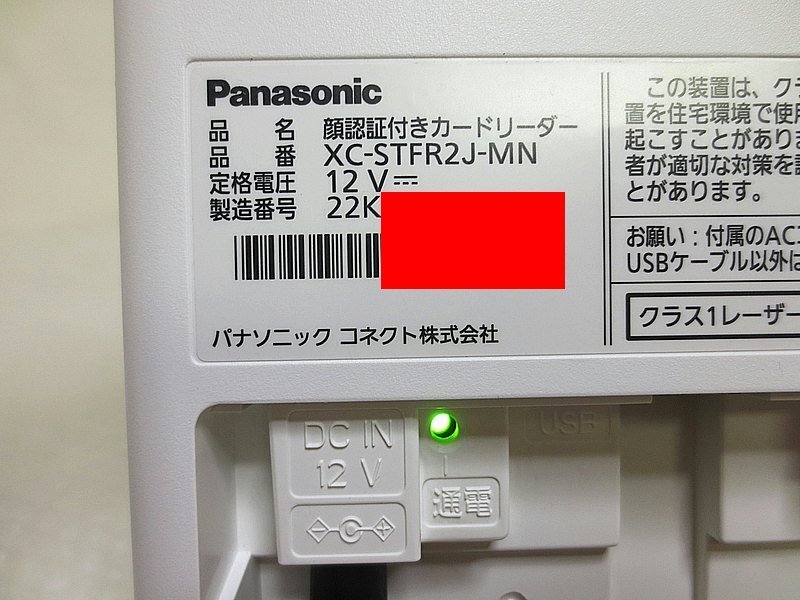 Panasonic
品 名 顔認証付きカードリーダー
品 番 XC-STFR2J-MN
定格電圧 12 V
製造番号 22K
パナソニック コネクト株式会社
この装置は、クラ
置を住宅環境で使用
起こすことがありま
者が適切な対策を
とがあります。
お願い：付属のAC
USBケーブル以外は
クラス1レーザー
DC IN
12 V
通電
USB